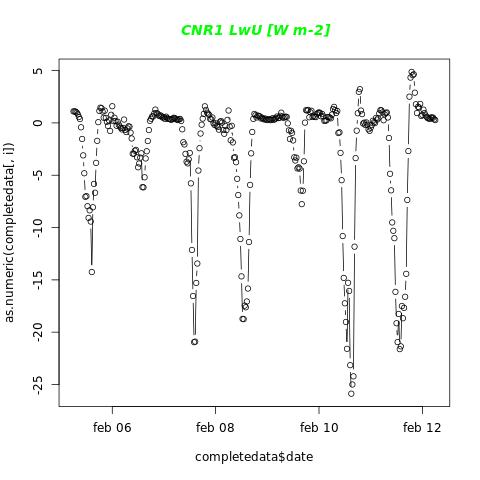 CNR1 LwU [W m-2]
as.numeric(completedata[, i])
5
0
-5
-10
-15
-20
-25
feb 06 feb 08 feb 10 feb 12
completedata$date